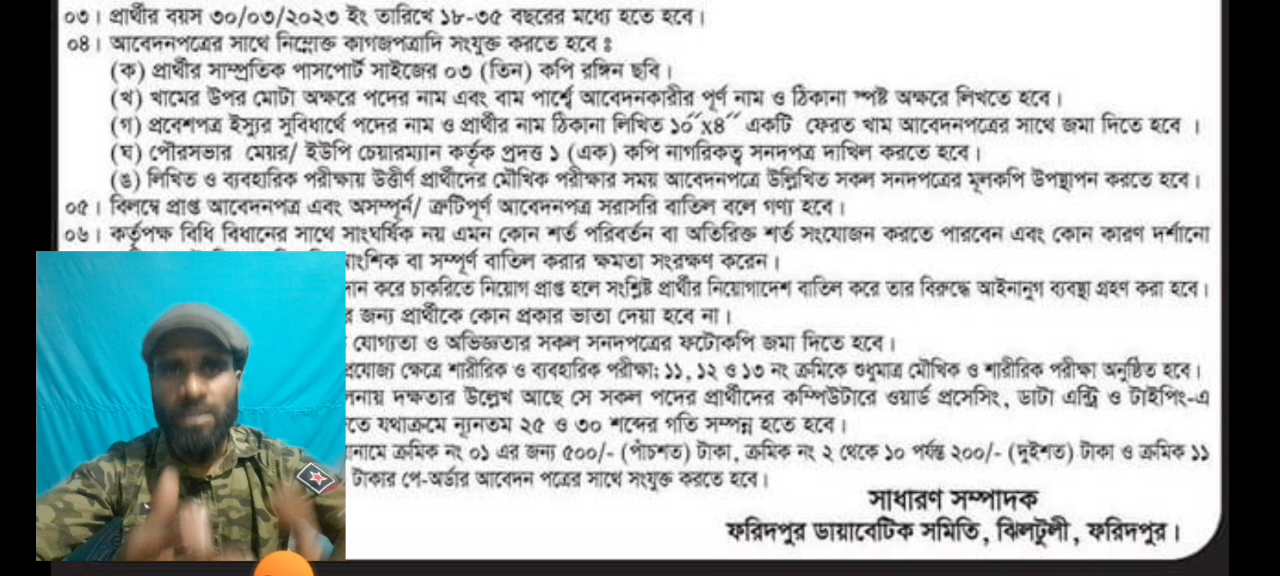 ০৩। প্রার্থীর বয়স ৩০/০৩/২০২৩ ইং তারিখে ১৮-৩৫ বছরের মধ্যে হতে হবে।
০৪। আবেদনপত্রের সাথে নিম্নোক্ত কাগজপত্রাদি সংযুক্ত করতে হবে ঃ
(ক) প্রার্থীর সাম্প্রতিক পাসপোর্ট সাইজের ০৩ (তিন) কপি রঙ্গিন ছবি।
(খ) খামের উপর মোটা অক্ষরে পদের নাম এবং বাম পার্শ্বে আবেদনকারীর পূর্ণ নাম ও ঠিকানা স্পষ্ট অক্ষরে লিখতে হবে।
(গ) প্রবেশপত্র ইস্যুর সুবিধার্থে পদের নাম ও প্রার্থীর নাম ঠিকানা লিখিত ১০˝x৪˝ একটি ফেরত খাম আবেদনপত্রের সাথে জমা দিতে হবে ।
(ঘ) পৌরসভার মেয়র/ ইউপি চেয়ারম্যান কর্তৃক প্রদত্ত ১ (এক) কপি নাগরিকত্ব সনদপত্র দাখিল করতে হবে।
(ঙ) লিখিত ও ব্যবহারিক পরীক্ষায় উত্তীর্ণ প্রার্থীদের মৌখিক পরীক্ষার সময় আবেদনপত্রে উল্লিখিত সকল সনদপত্রের মূলকপি উপস্থাপন করতে হবে।
০৫। বিলম্বে প্রাপ্ত আবেদনপত্র এবং অসম্পূর্ন/ ত্রুটিপূর্ণ আবেদনপত্র সরাসরি বাতিল বলে গণ্য হবে।
০৬। কর্তৃপক্ষ বিধি বিধানের সাথে সাংঘর্ষিক নয় এমন কোন শর্ত পরিবর্তন বা অতিরিক্ত শর্ত সংযোজন করতে পারবেন এবং কোন কারণ দর্শানো
আংশিক বা সম্পূর্ণ বাতিল করার ক্ষমতা সংরক্ষণ করেন।
করে চাকরিতে নিয়োগ প্রাপ্ত হলে সংশ্লিষ্ট প্রার্থীর নিয়োগাদেশ বাতিল করে তার বিরুদ্ধে আইনানুগ ব্যবস্থা গ্রহণ করা হবে।
জন্য প্রার্থীকে কোন প্রকার ভাতা দেয়া হবে না।
যোগ্যতা ও অভিজ্ঞতার সকল সনদপত্রের ফটোকপি জমা দিতে হবে।
প্রযোজ্য ক্ষেত্রে শারীরিক ও ব্যবহারিক পরীক্ষা; ১১, ১২ ও ১৩ নং ক্রমিকে শুধুমাত্র মৌখিক ও শারীরিক পরীক্ষা অনুষ্ঠিত হবে।
দক্ষতার উল্লেখ আছে সে সকল পদের প্রার্থীদের কম্পিউটারে ওয়ার্ড প্রসেসিং, ডাটা এন্ট্রি ও টাইপিং-এ
যথাক্রমে ন্যূনতম ২৫ ও ৩০ শব্দের গতি সম্পন্ন হতে হবে।
ক্রমিক নং ০১ এর জন্য ৫০০/- (পাঁচশত) টাকা, ক্রমিক নং ২ থেকে ১০ পর্যন্ত ২০০/- (দুইশত) টাকা ও ক্রমিক ১১
টাকার পে-অর্ডার আবেদন পত্রের সাথে সংযুক্ত করতে হবে।
সাধারণ সম্পাদক
ফরিদপুর ডায়াবেটিক সমিতি, ঝিলটুলী, ফরিদপুর।